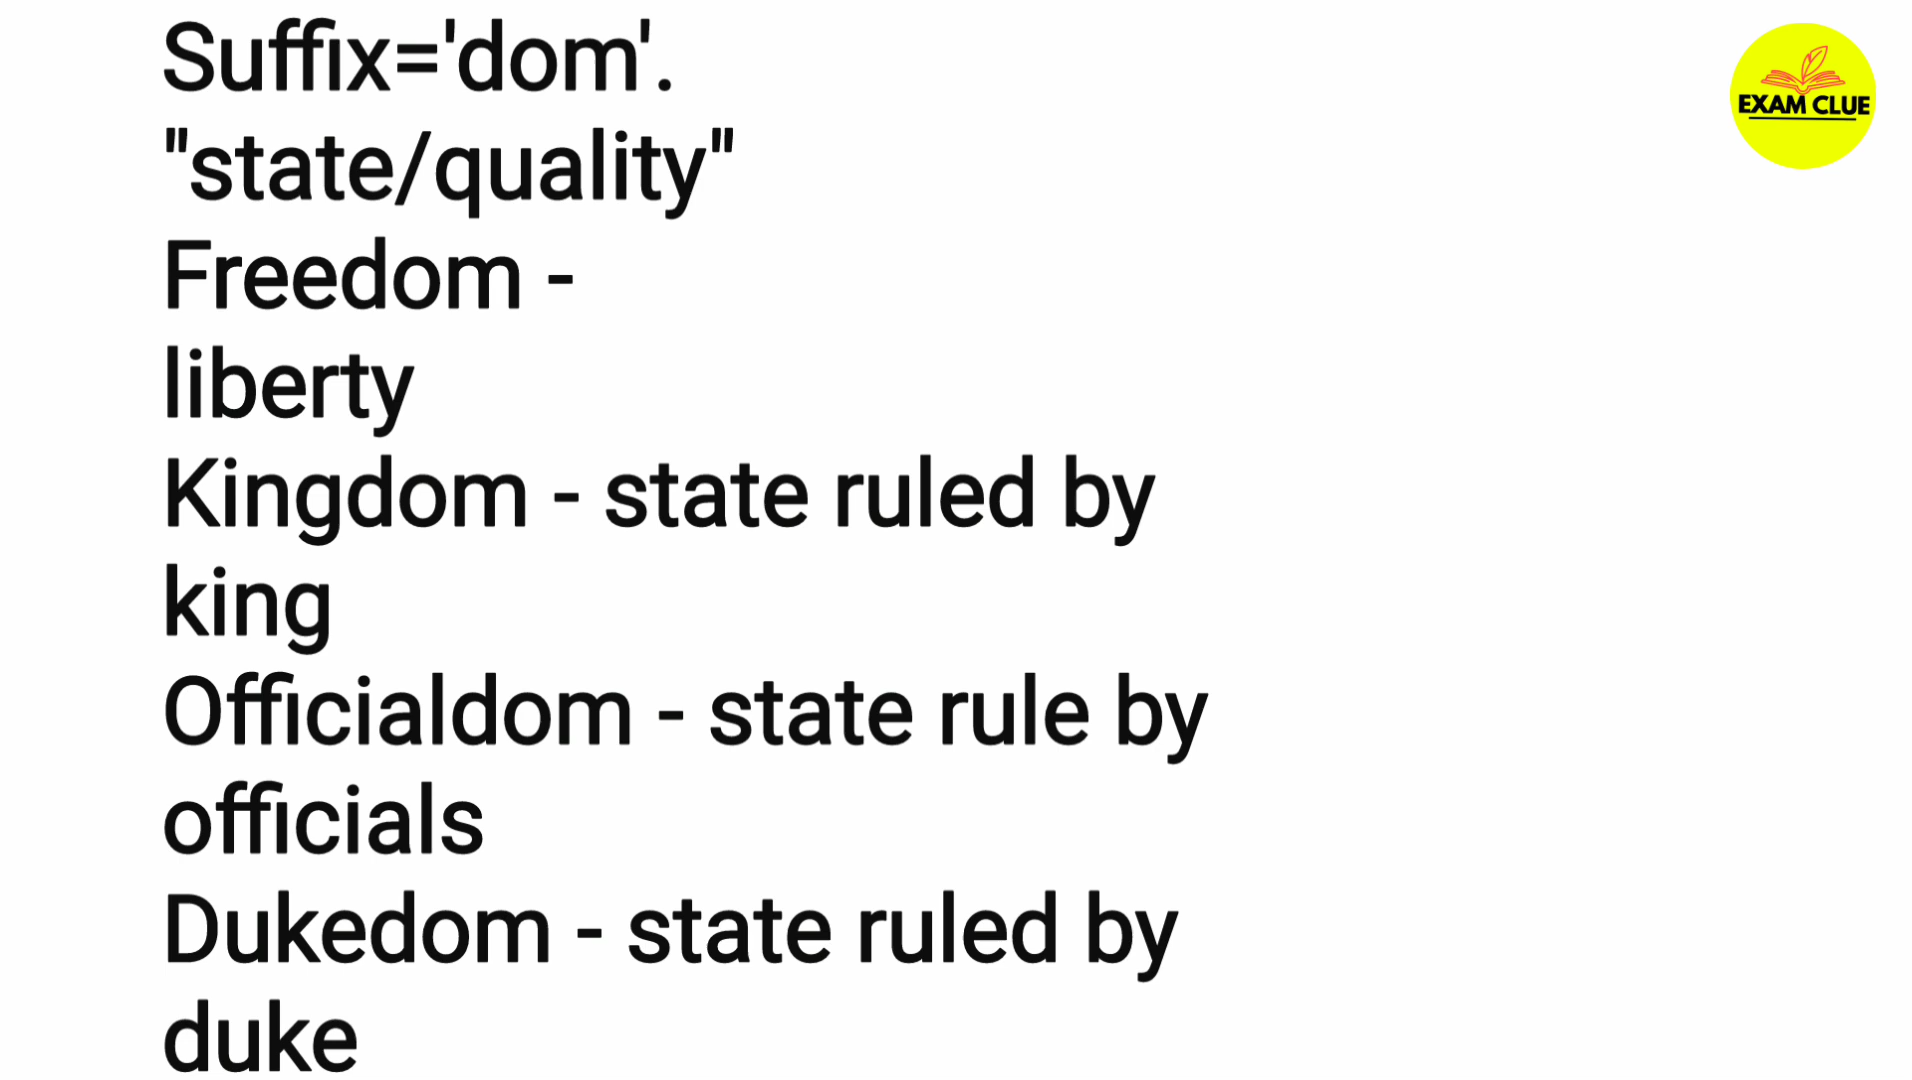 Suffix='dom'.
"state/quality"
Freedom -
liberty
Kingdom - state ruled by
king
Officialdom - state rule by
officials
Dukedom - state ruled by
duke
EXAM CLUE